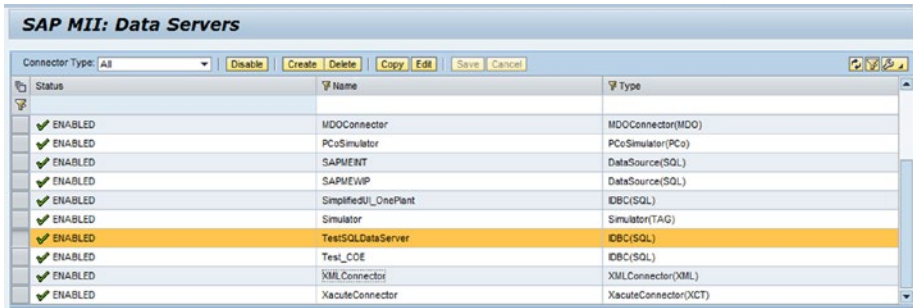 SAP MII: Data Servers
Connector Type: All Disable Create Delete Copy Edit Save Cancel
Status Name Type
ENABLED MDOConnector MDOConnector(MDO)
ENABLED PCoSimulator PCoSimulator(PCo)
ENABLED SAPMEINT DataSource(SQL)
ENABLED SAPMEWIP DataSource(SQL)
ENABLED SimplifiedUI_OnePlant IDBC(SQL)
ENABLED Simulator Simulator(TAG)
ENABLED TestSQLDataServer IDBC(SQL)
ENABLED Test_COE IDBC(SQL)
ENABLED XMLConnector XMLConnector(XML)
ENABLED XacuteConnector XacuteConnector(XCT)